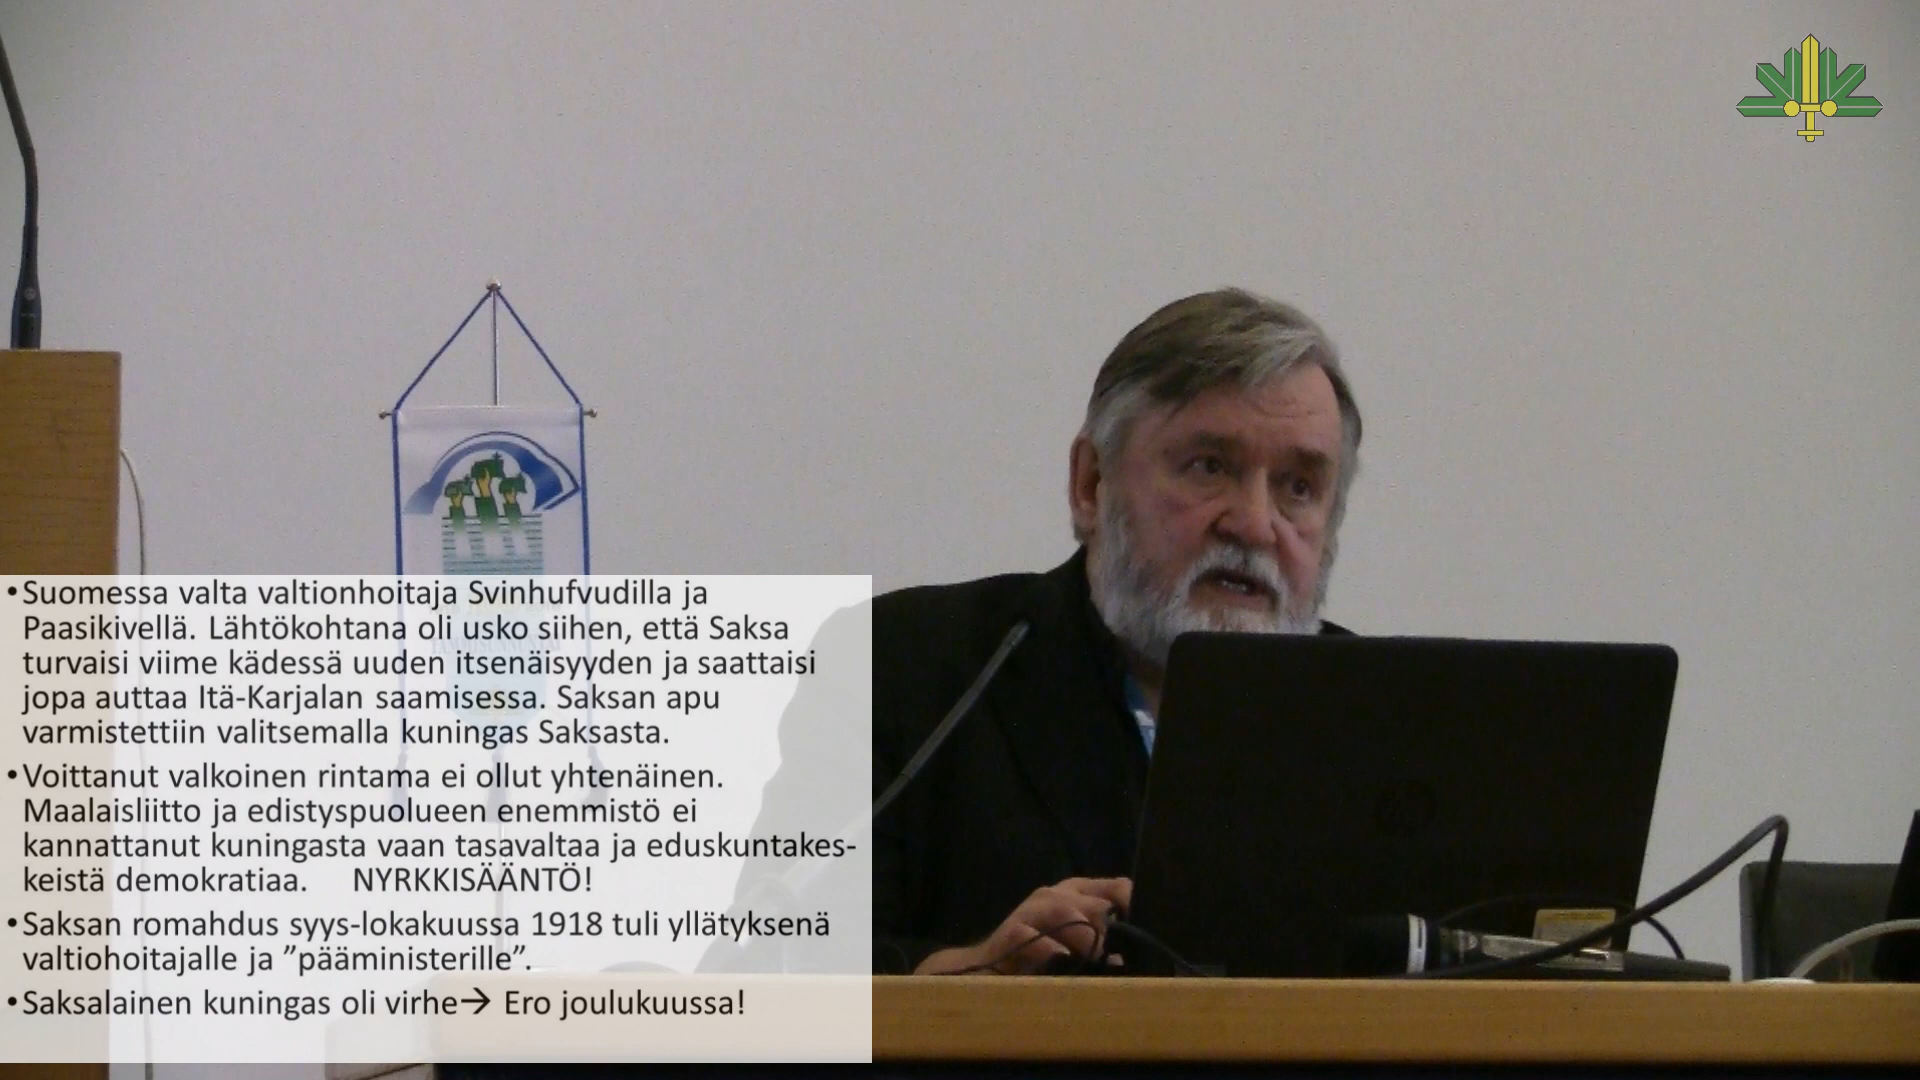 •Suomessa valta valtionhoitaja Svinhufvudilla ja
Paasikivellä. Lähtökohtana oli usko siihen, että Saksa
turvaisi viime kädessä uuden itsenäisyyden ja saattaisi
jopa auttaa Itä-Karjalan saamisessa. Saksan apu
varmistettiin valitsemalla kuningas Saksasta.
•Voittanut valkoinen rintama ei ollut yhtenäinen.
Maalaisliitto ja edistyspuolueen enemmistö ei
kannattanut kuningasta vaan tasavaltaa ja eduskuntakes-
keistä demokratiaa. NYRKKISÄÄNTÖ!
•Saksan romahdus syys-lokakuussa 1918 tuli yllätyksenä
valtiohoitajalle ja ”pääministerille”.
•Saksalainen kuningas oli virhe→ Ero joulukuussa!